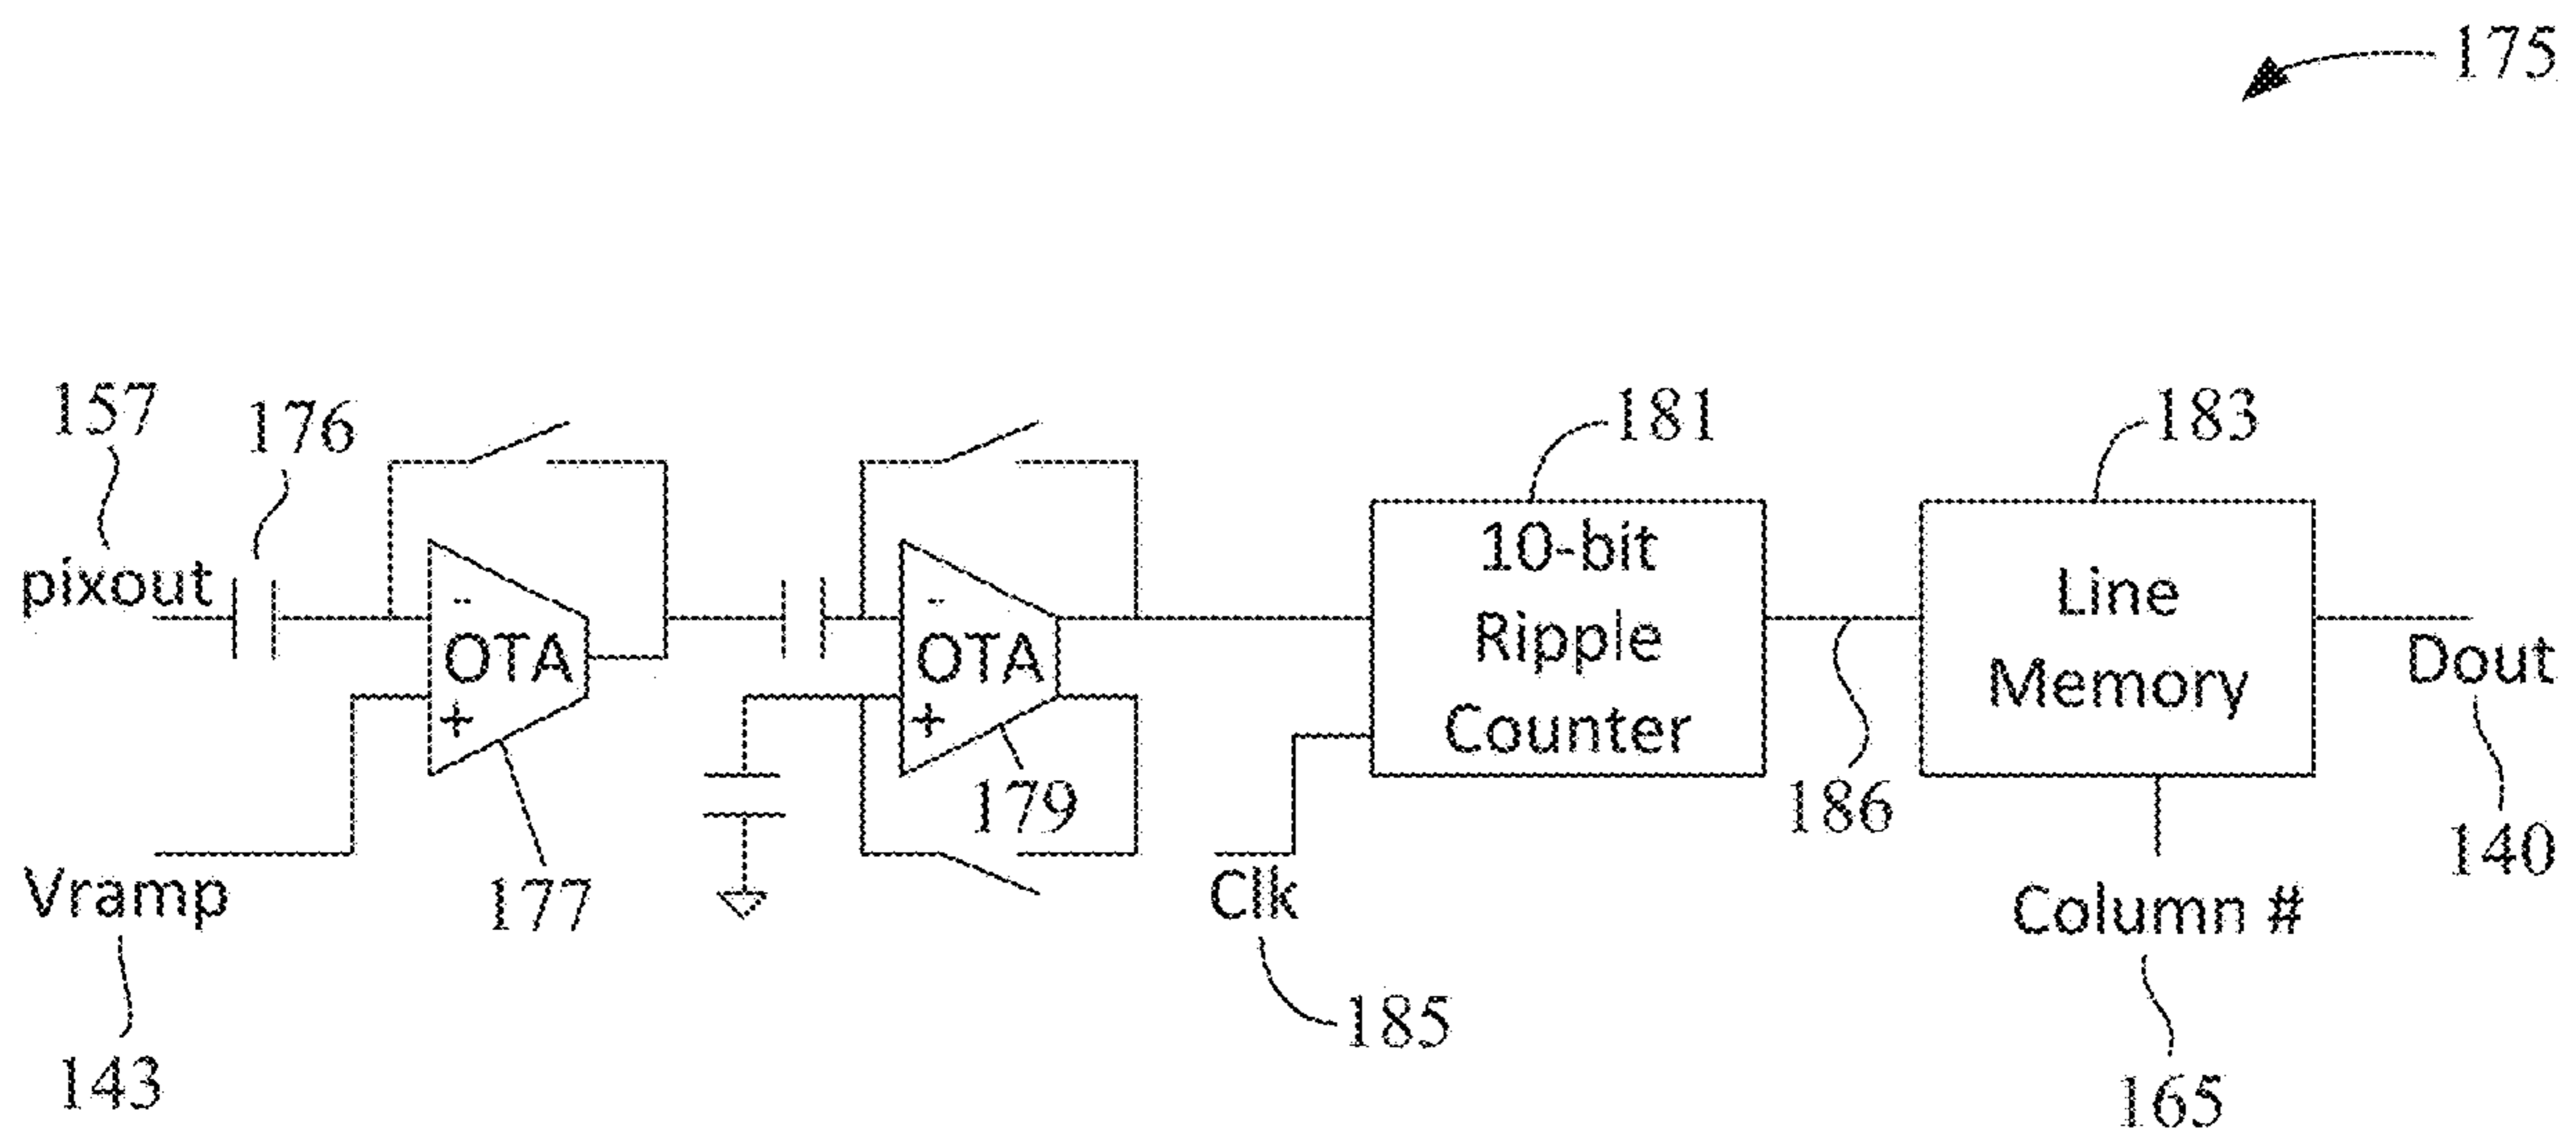 175
157
176
181
183
pixout
-
OTA
+
-
OTA
+
10-bit
Ripple
Counter
Line
Memory
Dout
179
186
140
Vramp
177
Clk
Column #
143
185
165